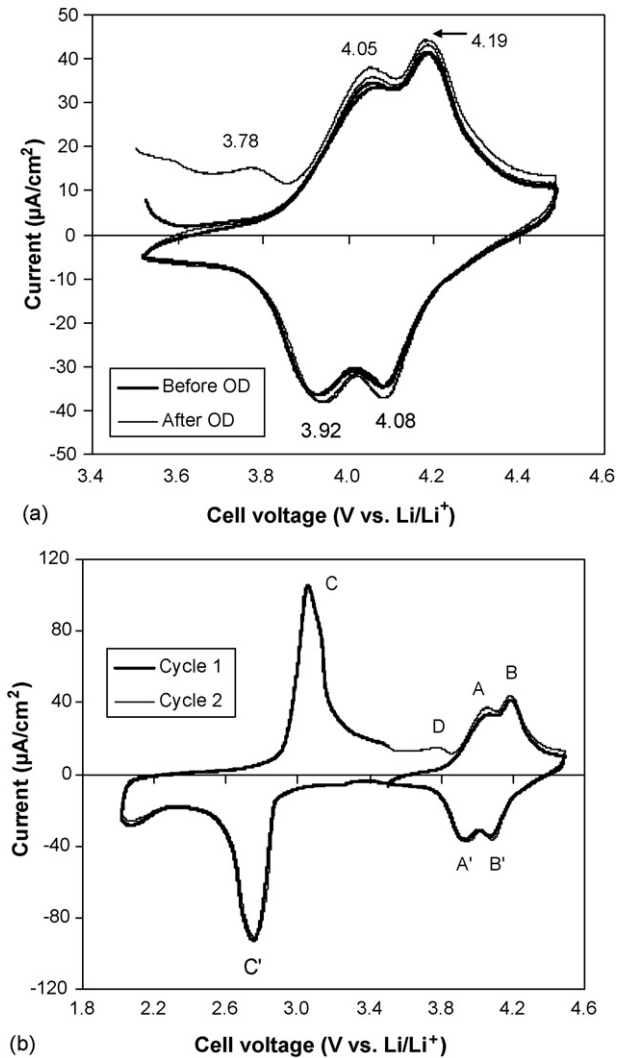 50
40
30
20
10
0
-10
-20
-30
-40
-50
Current (µA/cm²)
3.78
4.05
4.19
3.92
4.08
Before OD
After OD
3.4 3.6 3.8 4.0 4.2 4.4 4.6
(a) Cell voltage (V vs. Li/Li⁺)
120
80
40
0
-40
-80
-120
Current (µA/cm²)
C
Cycle 1
Cycle 2
D
A
B
A'
B'
C'
1.8 2.2 2.6 3.0 3.4 3.8 4.2 4.6
(b) Cell voltage (V vs. Li/Li⁺)